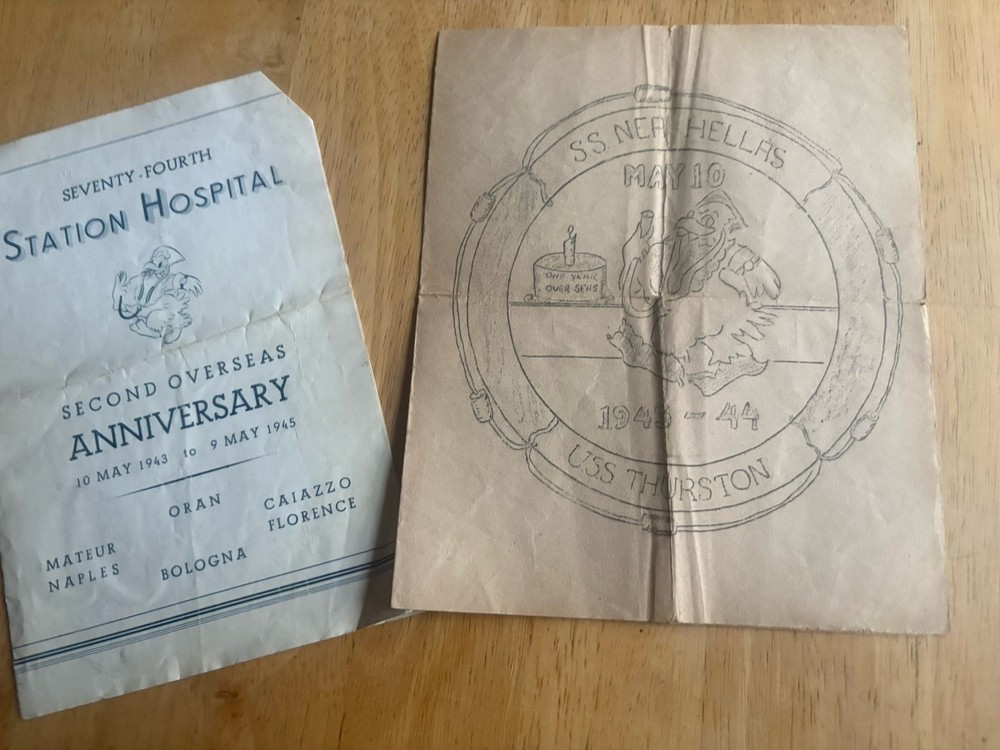 SEVENTY-FOURTH
STATION HOSPITAL
SECOND OVERSEAS
ANNIVERSARY
10 MAY 1943 to 9 MAY 1945
ORAN
CAIAZZO
FLORENCE
MATEUR
NAPLES
BOLOGNA
SS. NEA HELLAS
MAY 10
ONE YEAR
OVER SEAS
1943-44
USS THURSTON